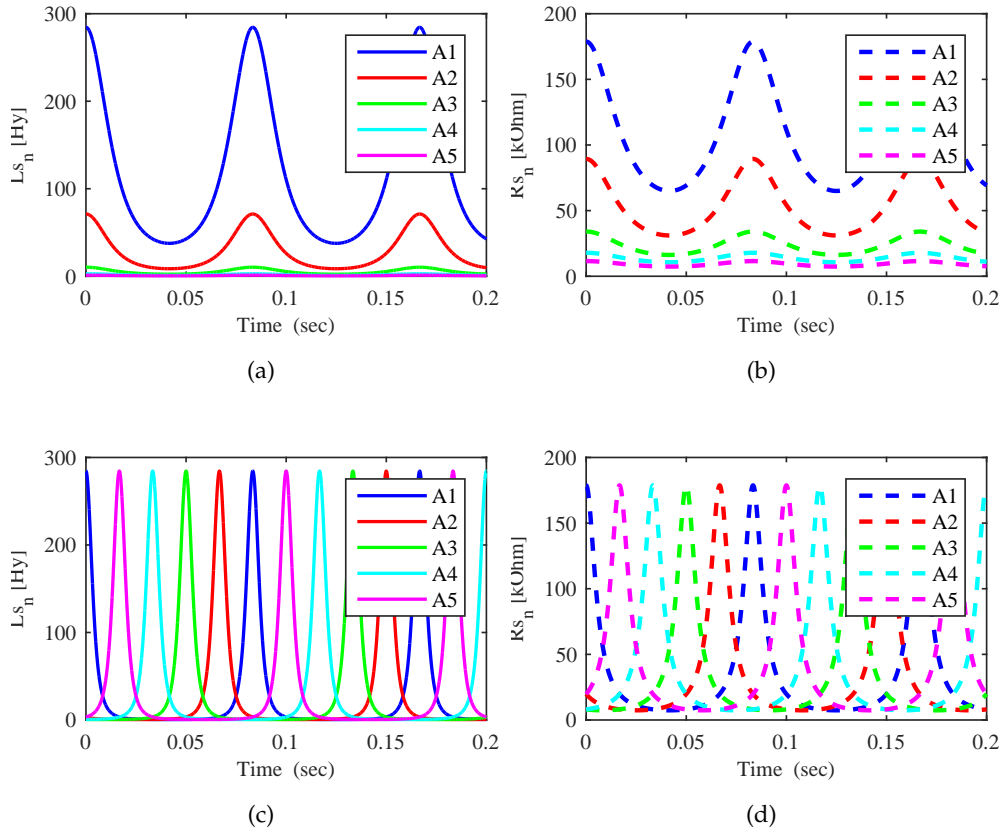 300
200
100
0
Ls_n [Hy]
0
0.05
0.1
0.15
0.2
Time (sec)
A1
A2
A3
A4
A5
(a)
200
150
100
50
0
Rs_n [kOhm]
0
0.05
0.1
0.15
0.2
Time (sec)
A1
A2
A3
A4
A5
(b)
300
200
100
0
Ls_n [Hy]
0
0.05
0.1
0.15
0.2
Time (sec)
A1
A2
A3
A4
A5
(c)
200
150
100
50
0
Rs_n [kOhm]
0
0.05
0.1
0.15
0.2
Time (sec)
A1
A2
A3
A4
A5
(d)